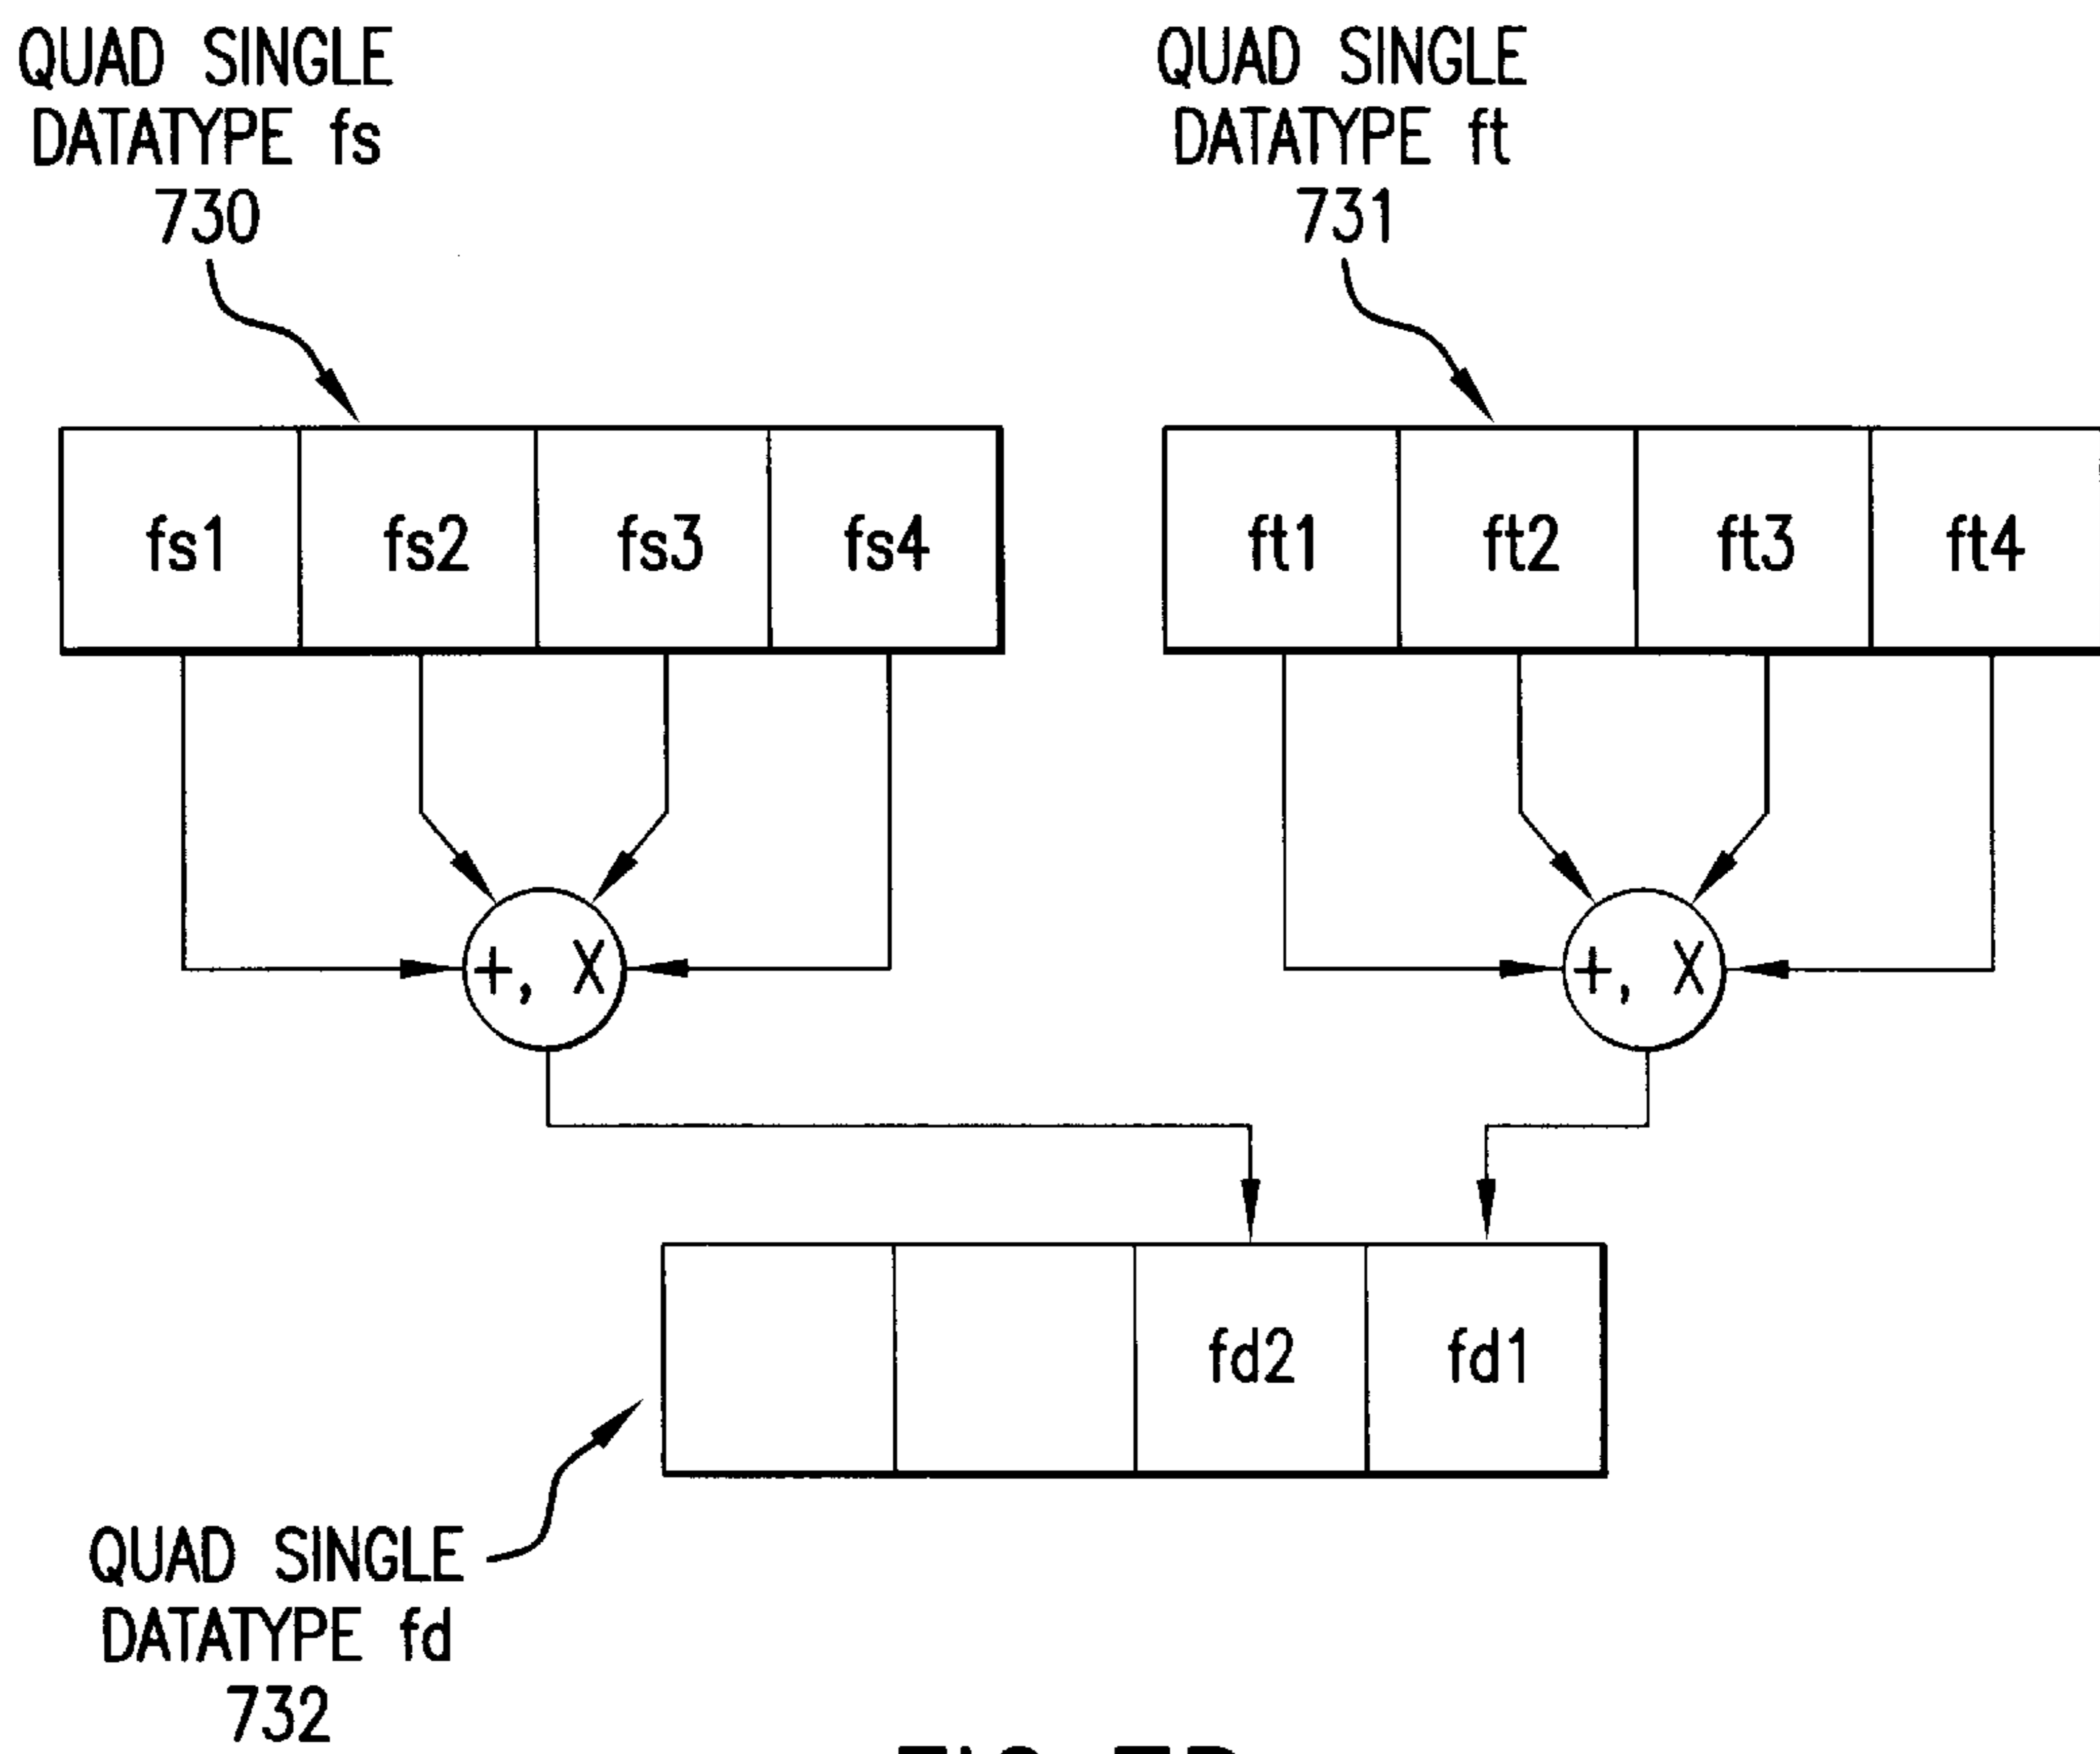 QUAD SINGLE
DATATYPE fs
730
QUAD SINGLE
DATATYPE ft
731
fs1 fs2 fs3 fs4
ft1 ft2 ft3 ft4
+, X
+, X
fd2 fd1
QUAD SINGLE
DATATYPE fd
732